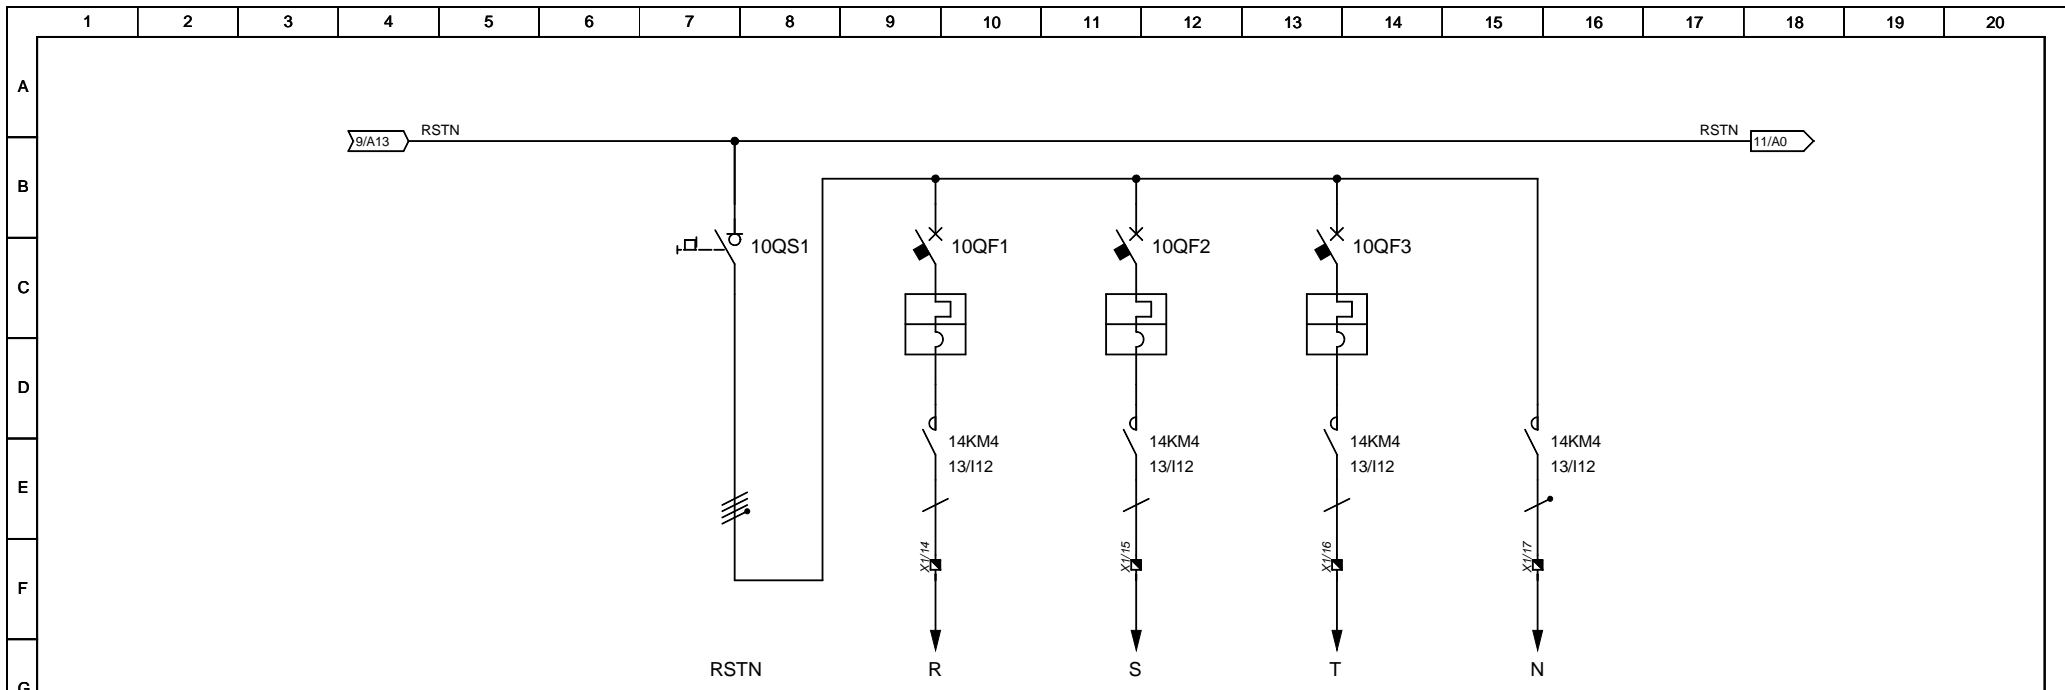 1 2 3 4 5 6 7 8 9 10 11 12 13 14 15 16 17 18 19 20
A
RSTN RSTN
9/A13 11/A0
B
10QS1 10QF1 10QF2 10QF3
C
D
14KM4 14KM4 14KM4 14KM4
13/I12 13/I12 13/I12 13/I12
E
X1/14 X1/15 X1/16 X1/17
F
RSTN R S T N
G